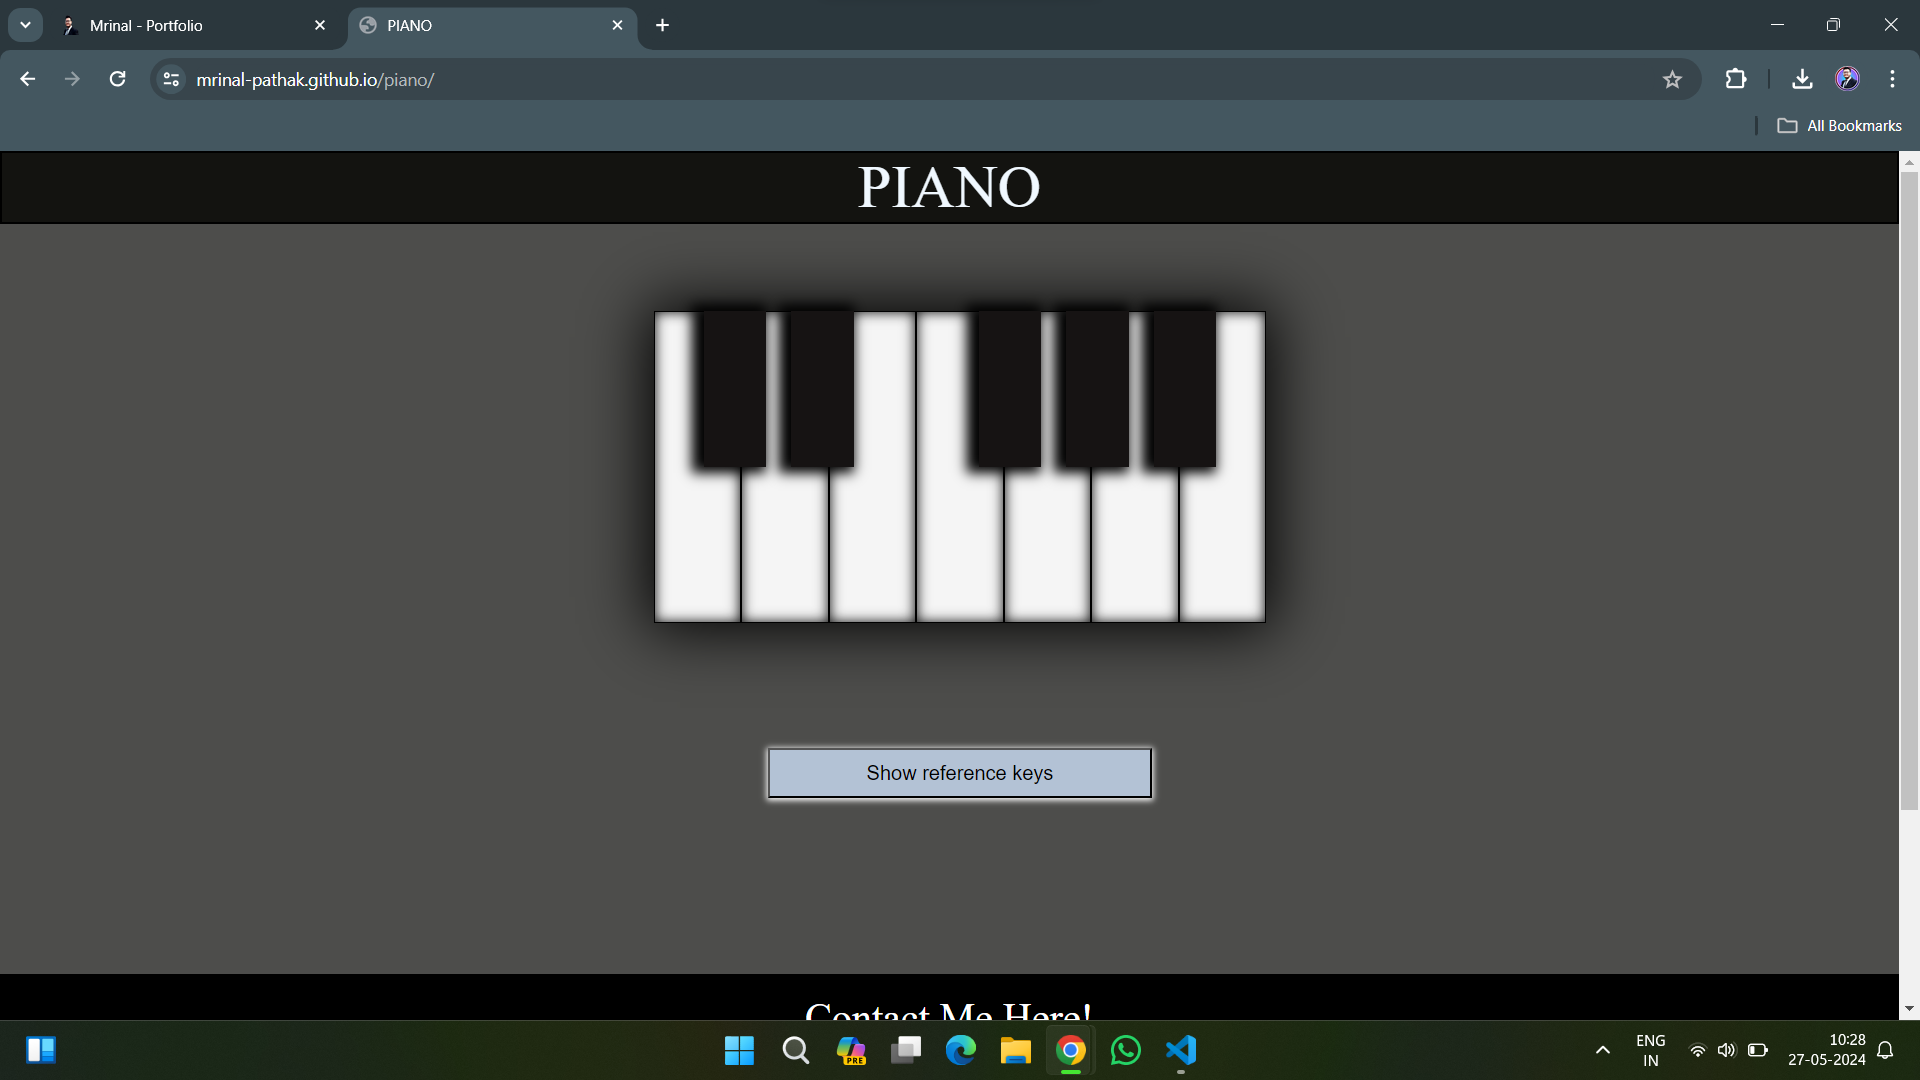 Mrinal - Portfolio
PIANO
mrinal-pathak.github.io/piano/
All Bookmarks
PIANO
Show reference keys
Contact Me Here!
PRE
ENG
IN
10:28
27-05-2024